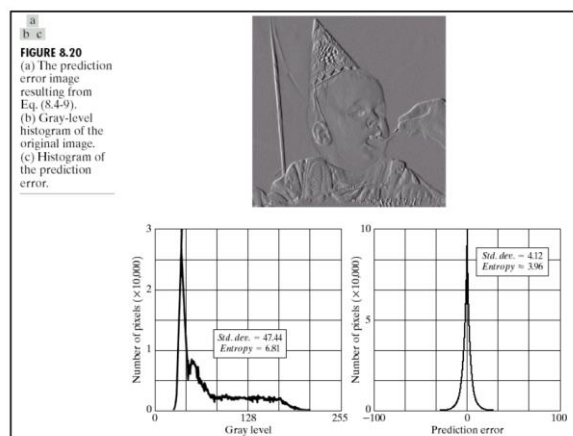 a
b c
FIGURE 8.20
(a) The prediction
error image
resulting from
Eq. (8.4-9).
(b) Gray-level
histogram of the
original image.
(c) Histogram of
the prediction
error.
3
2
1
0
Number of pixels (×10,000)
Std. dev. = 47.44
Entropy = 6.81
0
128
255
Gray level
10
5
0
Number of pixels (×10,000)
Std. dev. = 4.12
Entropy ≈ 3.96
−100
0
100
Prediction error